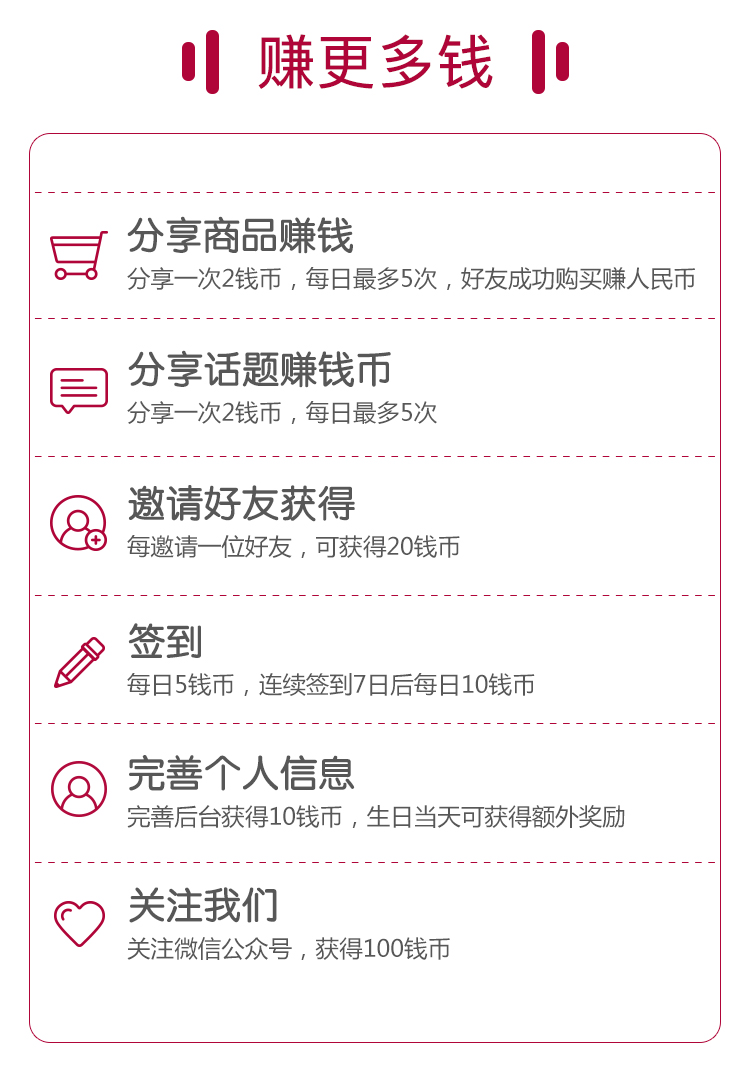 赚更多钱
分享商品赚钱
分享一次2钱币，每日最多5次，好友成功购买赚人民币
分享话题赚钱币
分享一次2钱币，每日最多5次
邀请好友获得
每邀请一位好友，可获得20钱币
签到
每日5钱币，连续签到7日后每日10钱币
完善个人信息
完善后台获得10钱币，生日当天可获得额外奖励
关注我们
关注微信公众号，获得100钱币